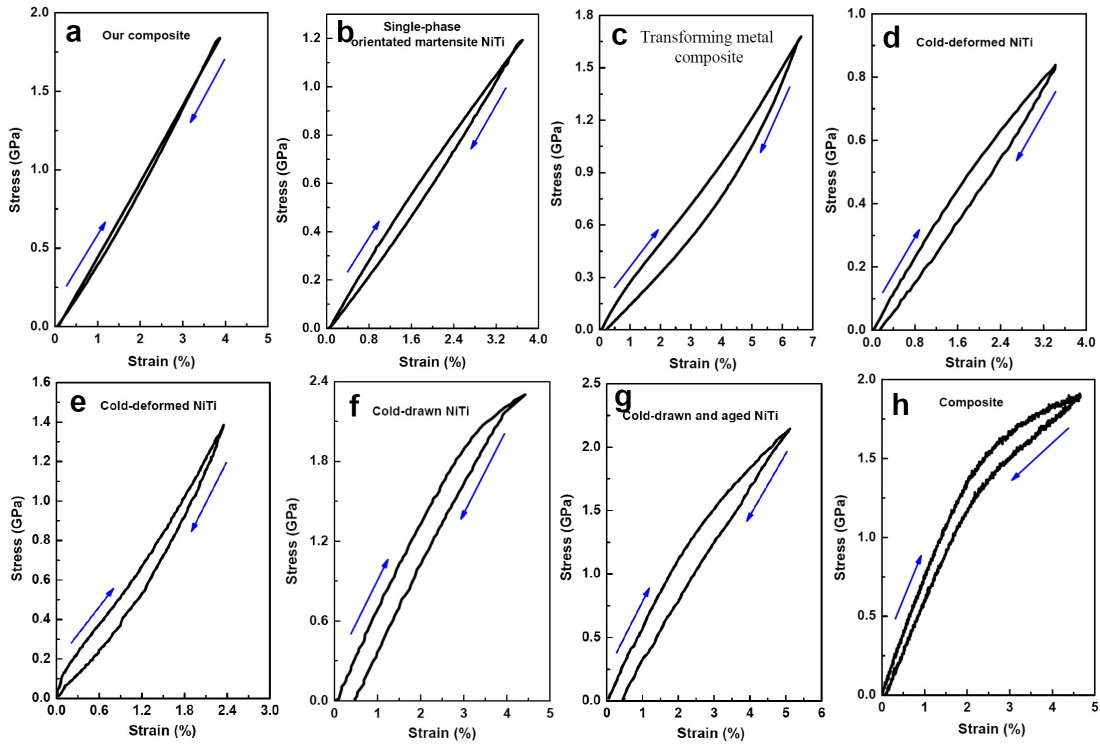 a
Our composite
2.0
1.5
1.0
0.5
0.0
0 1 2 3 4 5
Stress (GPa)
Strain (%)
b
Single-phase
orientated martensite NiTi
1.2
1.0
0.8
0.6
0.4
0.2
0.0
0.0 0.8 1.6 2.4 3.2 4.0
Stress (GPa)
Strain (%)
c
Transforming metal
composite
1.8
1.5
1.2
0.9
0.6
0.3
0.0
0 1 2 3 4 5 6 7
Stress (GPa)
Strain (%)
d
Cold-deformed NiTi
1.0
0.8
0.6
0.4
0.2
0.0
0.0 0.8 1.6 2.4 3.2 4.0
Stress (GPa)
Strain (%)
e
Cold-deformed NiTi
1.6
1.4
1.2
1.0
0.8
0.6
0.4
0.2
0.0
0.0 0.6 1.2 1.8 2.4 3.0
Stress (GPa)
Strain (%)
f
Cold-drawn NiTi
2.4
1.8
1.2
0.6
0.0
0 1 2 3 4 5
Stress (GPa)
Strain (%)
g
Cold-drawn and aged NiTi
2.5
2.0
1.5
1.0
0.5
0.0
0 1 2 3 4 5 6
Stress (GPa)
Strain (%)
h
Composite
2.0
1.5
1.0
0.5
0.0
0 1 2 3 4 5
Stress (GPa)
Strain (%)